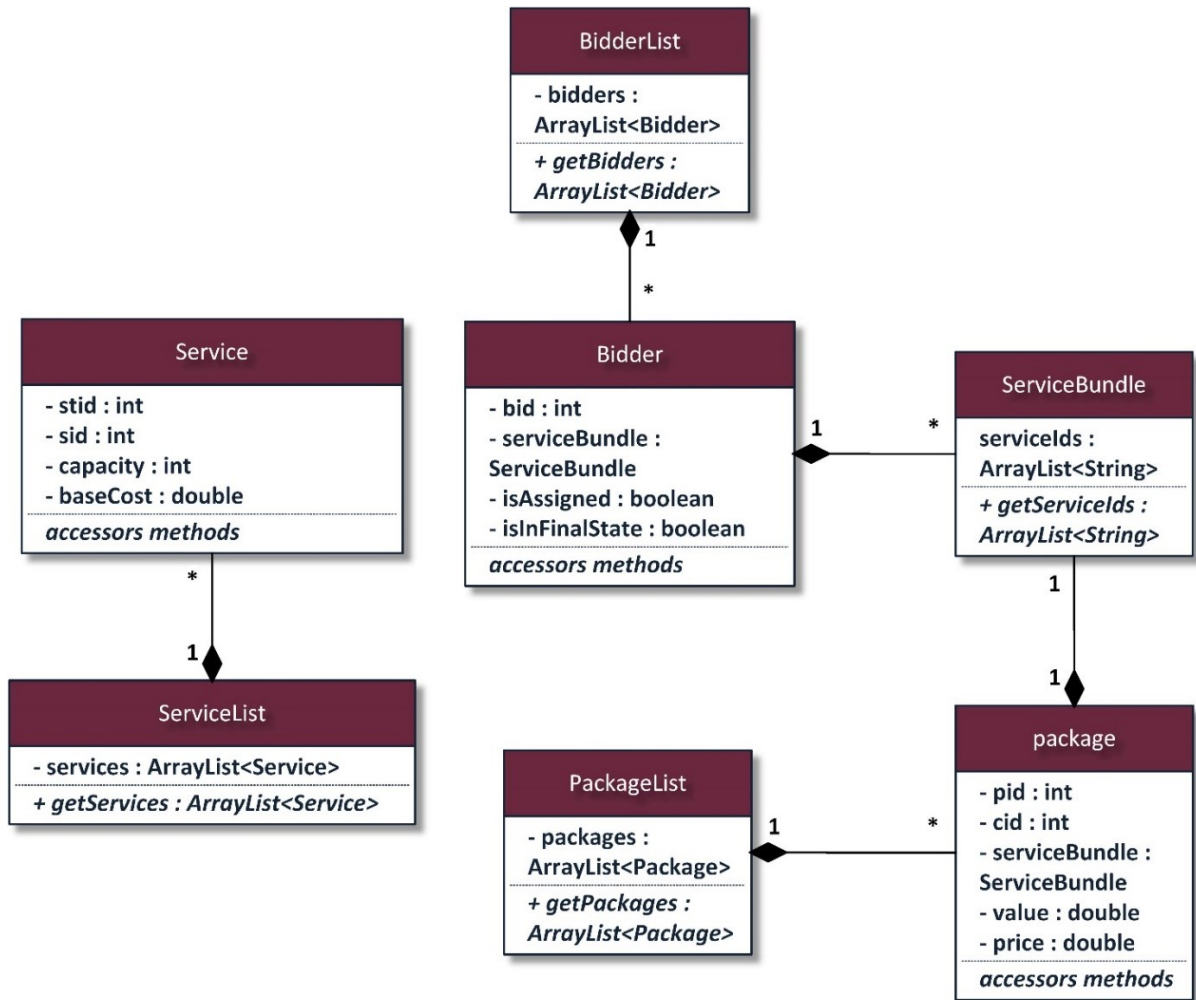 BidderList
- bidders :
ArrayList<Bidder>
+ getBidders :
ArrayList<Bidder>
1
*
Service
- stid : int
- sid : int
- capacity : int
- baseCost : double
accessors methods
*
1
ServiceList
- services : ArrayList<Service>
+ getServices : ArrayList<Service>
Bidder
- bid : int
- serviceBundle :
ServiceBundle
- isAssigned : boolean
- isInFinalState : boolean
accessors methods
1
*
ServiceBundle
serviceIds :
ArrayList<String>
+ getServiceIds :
ArrayList<String>
1
1
PackageList
- packages :
ArrayList<Package>
+ getPackages :
ArrayList<Package>
1
*
package
- pid : int
- cid : int
- serviceBundle :
ServiceBundle
- value : double
- price : double
accessors methods